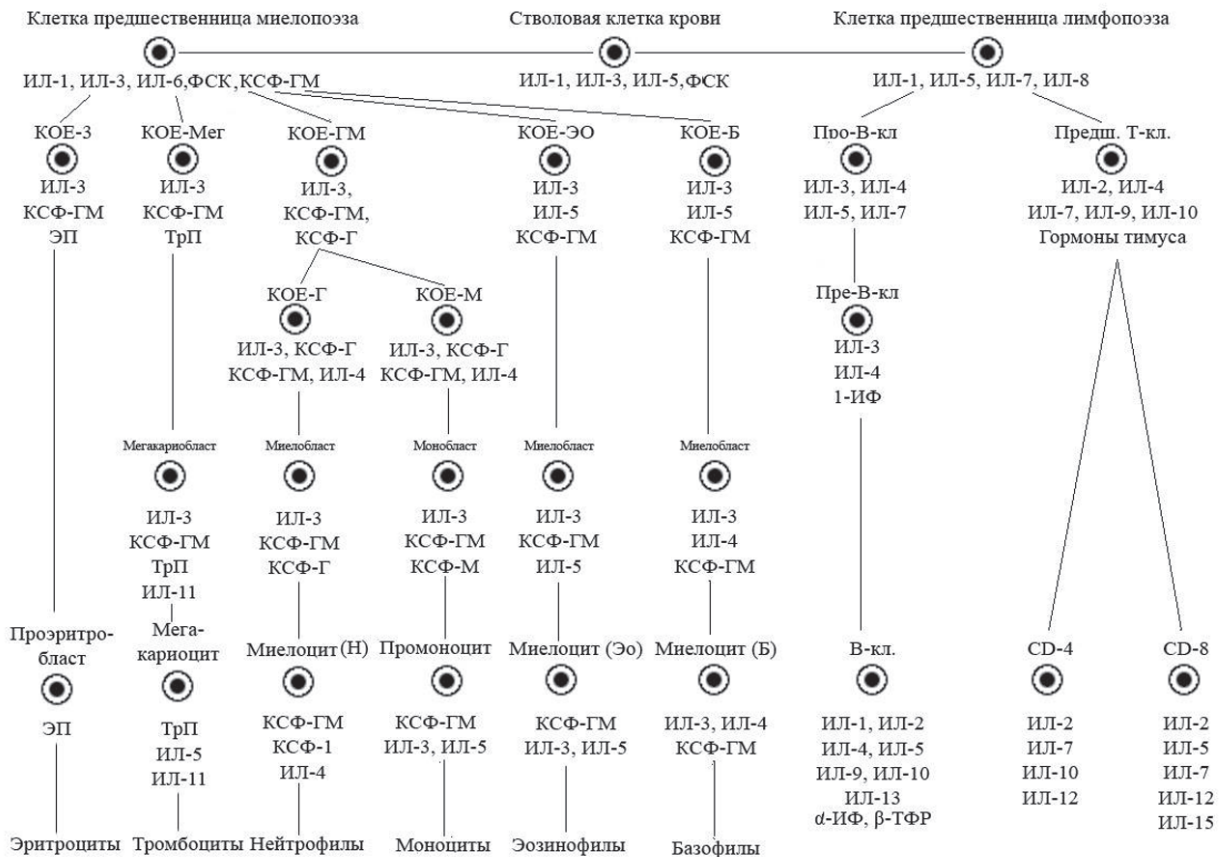 Клетка предшественница миелопоэза
Стволовая клетка крови
Клетка предшественница лимфопоэза
ИЛ-1, ИЛ-3, ИЛ-6,ФСК ,КСФ-ГМ
ИЛ-1, ИЛ-3, ИЛ-5,ФСК
ИЛ-1, ИЛ-5, ИЛ-7, ИЛ-8
КОЕ-З
ИЛ-3
КСФ-ГМ
ЭП
КОЕ-Мег
ИЛ-3
КСФ-ГМ
ТрП
КОЕ-ГМ
ИЛ-3,
КСФ-ГМ,
КСФ-Г
КОЕ-ЭО
ИЛ-3
ИЛ-5
КСФ-ГМ
КОЕ-Б
ИЛ-3
ИЛ-5
КСФ-ГМ
Про-В-кл
ИЛ-3, ИЛ-4
ИЛ-5, ИЛ-7
Предш. Т-кл.
ИЛ-2, ИЛ-4
ИЛ-7, ИЛ-9, ИЛ-10
Гормоны тимуса
КОЕ-Г
ИЛ-3, КСФ-Г
КСФ-ГМ, ИЛ-4
КОЕ-М
ИЛ-3, КСФ-Г
КСФ-ГМ, ИЛ-4
Пре-В-кл
ИЛ-3
ИЛ-4
1-ИФ
Мегакариобласт
ИЛ-3
КСФ-ГМ
ТрП
ИЛ-11
Миелобласт
ИЛ-3
КСФ-ГМ
КСФ-Г
Монобласт
ИЛ-3
КСФ-ГМ
КСФ-М
Миелобласт
ИЛ-3
КСФ-ГМ
ИЛ-5
Миелобласт
ИЛ-3
ИЛ-4
КСФ-ГМ
Проэритро-
бласт
ЭП
Мега-
кариоцит
ТрП
ИЛ-5
ИЛ-11
Миелоцит (Н)
КСФ-ГМ
КСФ-1
ИЛ-4
Промоноцит
КСФ-ГМ
ИЛ-3, ИЛ-5
Миелоцит (Эо)
КСФ-ГМ
ИЛ-3, ИЛ-5
Миелоцит (Б)
ИЛ-3, ИЛ-4
КСФ-ГМ
В-кл.
ИЛ-1, ИЛ-2
ИЛ-4, ИЛ-5
ИЛ-9, ИЛ-10
ИЛ-13
α-ИФ, β-ТФР
CD-4
ИЛ-2
ИЛ-7
ИЛ-10
ИЛ-12
CD-8
ИЛ-2
ИЛ-5
ИЛ-7
ИЛ-12
ИЛ-15
Эритроциты
Тромбоциты
Нейтрофилы
Моноциты
Эозинофилы
Базофилы